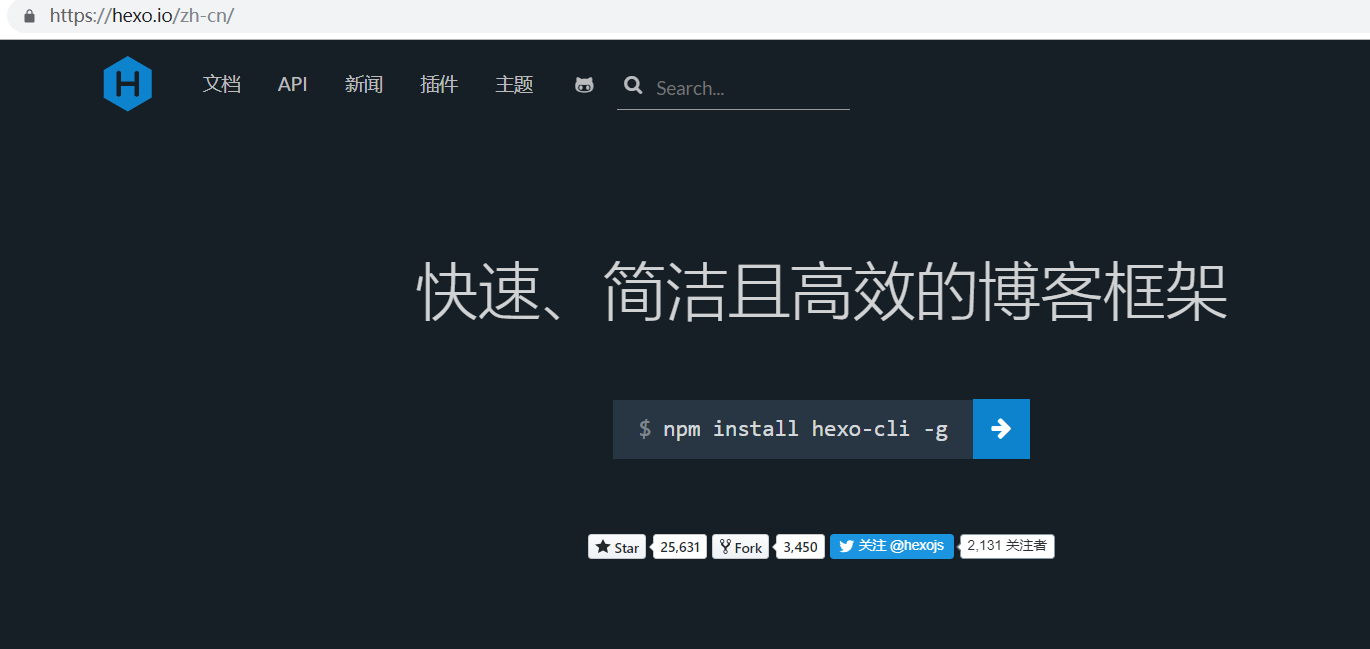 https://hexo.io/zh-cn/
H 文档 API 新闻 插件 主题 Search...
快速、简洁且高效的博客框架
$ npm install hexo-cli -g
Star 25,631 Fork 3,450 关注 @hexojs 2,131 关注者